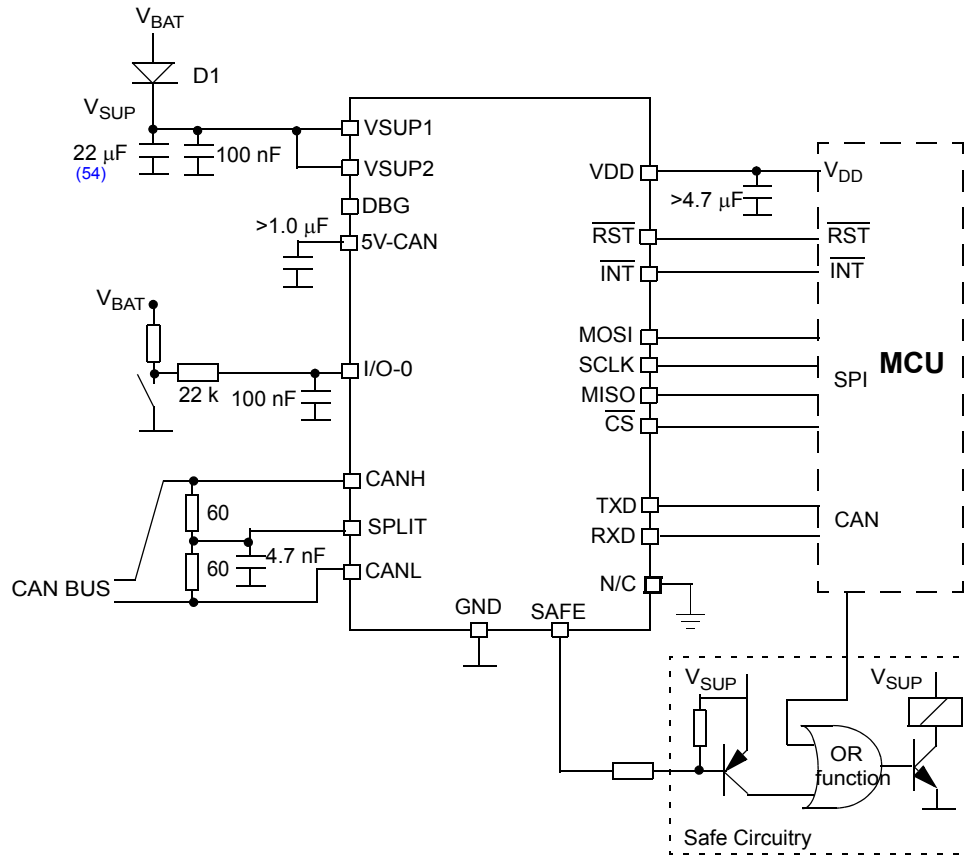 VBAT
D1
VSUP
22 μF
(54)
100 nF
VSUP1
VSUP2
DBG
>1.0 μF
5V-CAN
VBAT
22 k
100 nF
I/O-0
CANH
60
SPLIT
4.7 nF
60
CANL
CAN BUS
GND
SAFE
VDD
>4.7 μF
VDD
RST
RST
INT
INT
MOSI
SCLK
MISO
CS
SPI
MCU
TXD
RXD
CAN
N/C
VSUP
VSUP
OR
function
Safe Circuitry